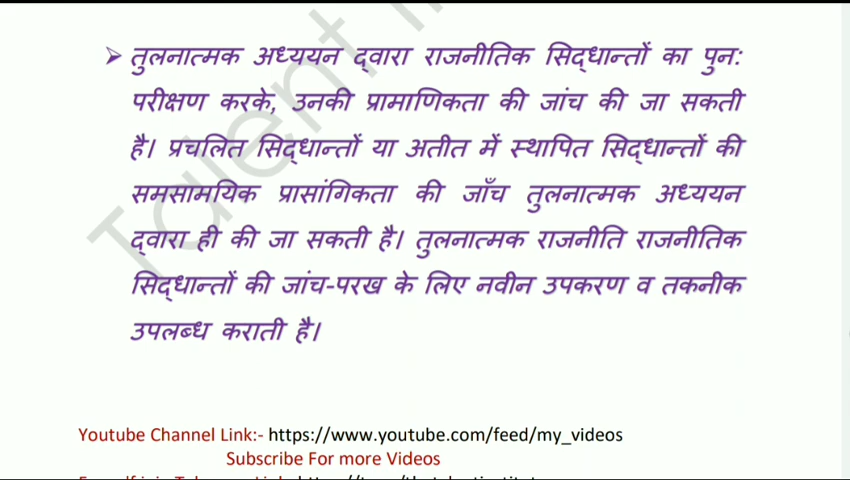 ➢ तुलनात्मक अध्ययन द्वारा राजनीतिक सिद्धान्तों का पुन:
परीक्षण करके, उनकी प्रामाणिकता की जांच की जा सकती
है। प्रचलित सिद्धान्तों या अतीत में स्थापित सिद्धान्तों की
समसामयिक प्रासंगिकता की जाँच तुलनात्मक अध्ययन
द्वारा ही की जा सकती है। तुलनात्मक राजनीति राजनीतिक
सिद्धान्तों की जांच-परख के लिए नवीन उपकरण व तकनीक
उपलब्ध कराती है।
Talent
Youtube Channel Link:- https://www.youtube.com/feed/my_videos
Subscribe For more Videos